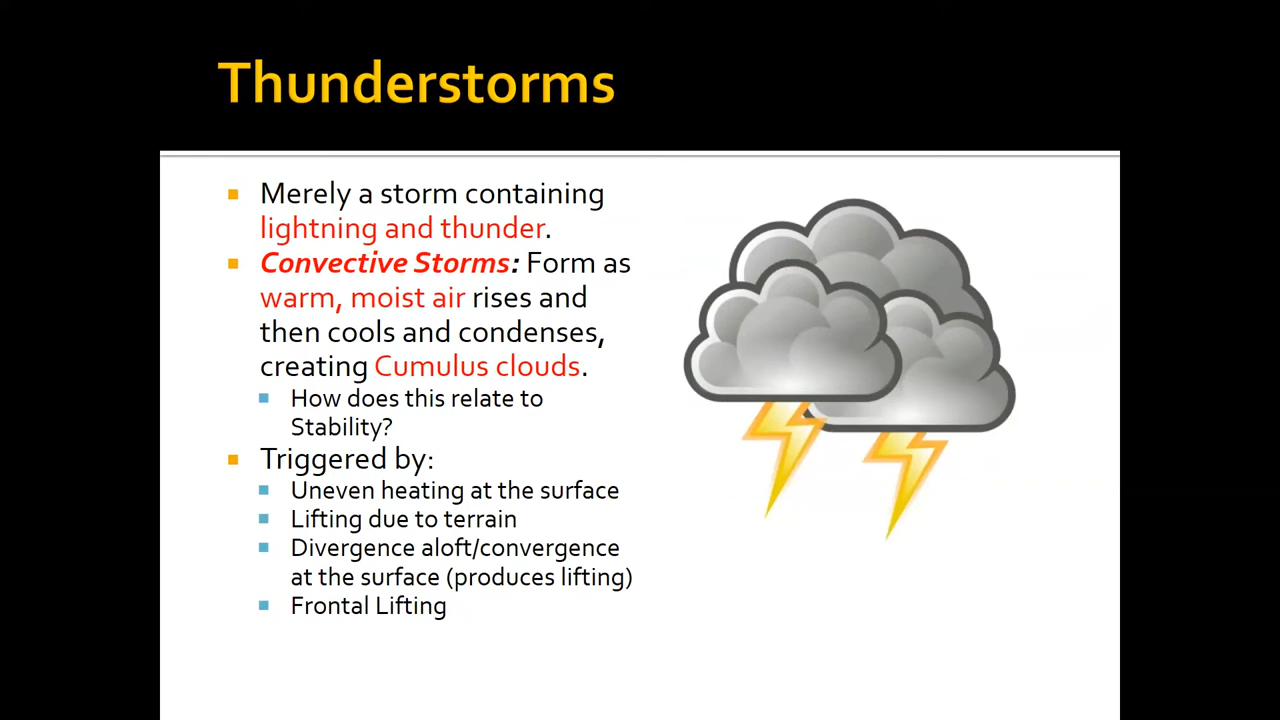 Thunderstorms
Merely a storm containing
lightning and thunder.
Convective Storms: Form as
warm, moist air rises and
then cools and condenses,
creating Cumulus clouds.
How does this relate to
Stability?
Triggered by:
Uneven heating at the surface
Lifting due to terrain
Divergence aloft/convergence
at the surface (produces lifting)
Frontal Lifting